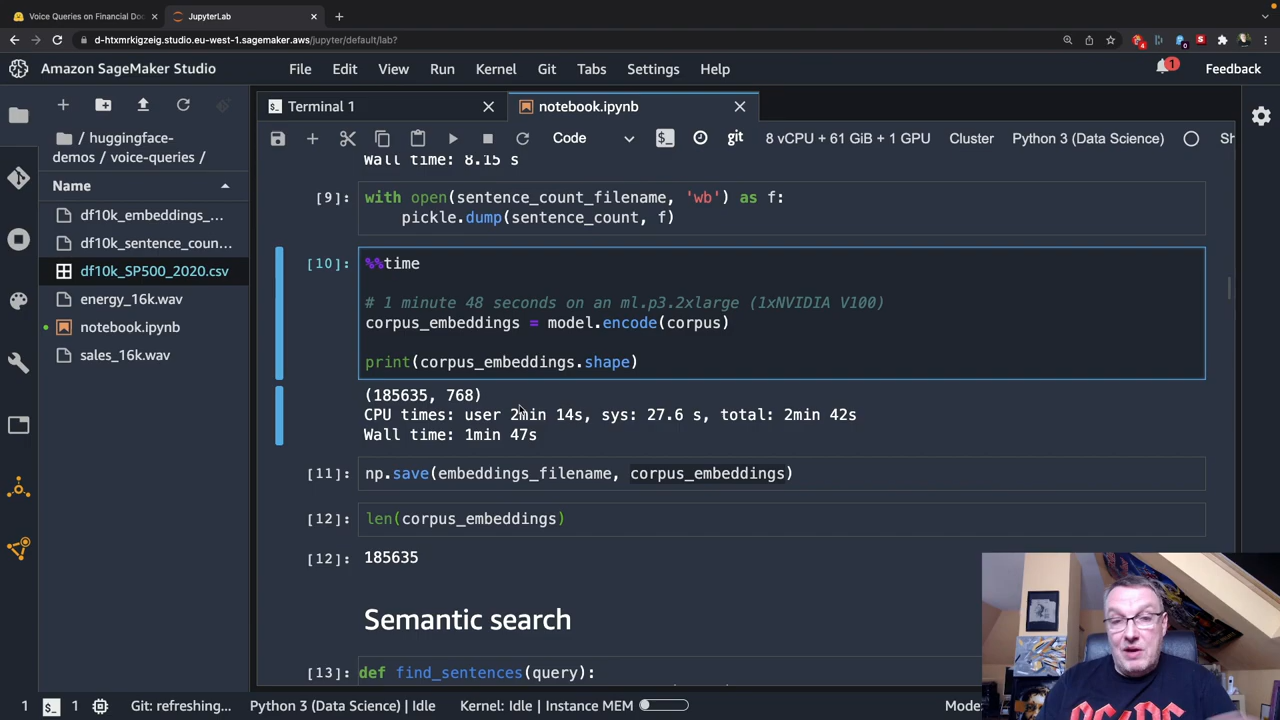 Voice Queries on Financial Doc
JupyterLab
d-htxmrkigzeig.studio.eu-west-1.sagemaker.aws/jupyter/default/lab?
Amazon SageMaker Studio
File Edit View Run Kernel Git Tabs Settings Help
1
Feedback
Terminal 1
notebook.ipynb
/ huggingface-
demos / voice-queries /
Name
df10k_embeddings_...
df10k_sentence_coun...
df10k_SP500_2020.csv
energy_16k.wav
notebook.ipynb
sales_16k.wav
Code
git
8 vCPU + 61 GiB + 1 GPU
Cluster
Python 3 (Data Science)
Sh
Wall time: 8.15 s
[9]: with open(sentence_count_filename, 'wb') as f:
pickle.dump(sentence_count, f)
[10]: %%time
# 1 minute 48 seconds on an ml.p3.2xlarge (1xNVIDIA V100)
corpus_embeddings = model.encode(corpus)
print(corpus_embeddings.shape)
(185635, 768)
CPU times: user 2min 14s, sys: 27.6 s, total: 2min 42s
Wall time: 1min 47s
[11]: np.save(embeddings_filename, corpus_embeddings)
[12]: len(corpus_embeddings)
[12]: 185635
Semantic search
[13]: def find_sentences(query):
1
1
Git: refreshing...
Python 3 (Data Science) | Idle
Kernel: Idle | Instance MEM
Mode